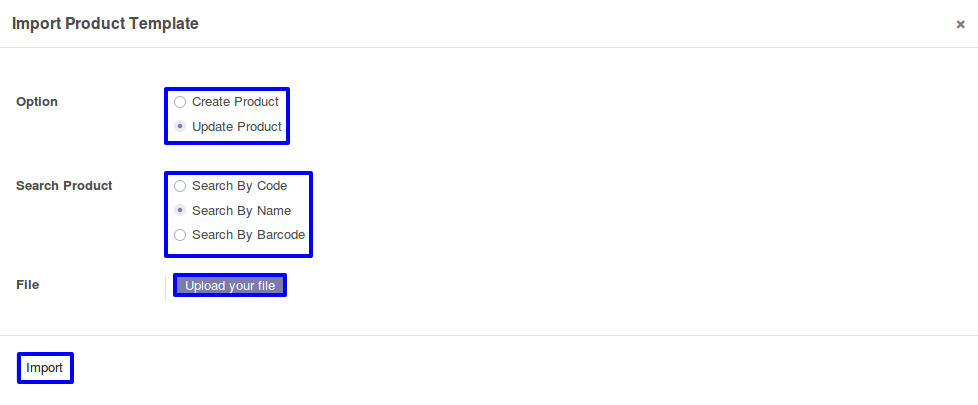 Import Product Template
×
Option
Create Product
Update Product
Search Product
Search By Code
Search By Name
Search By Barcode
File
Upload your file
Import